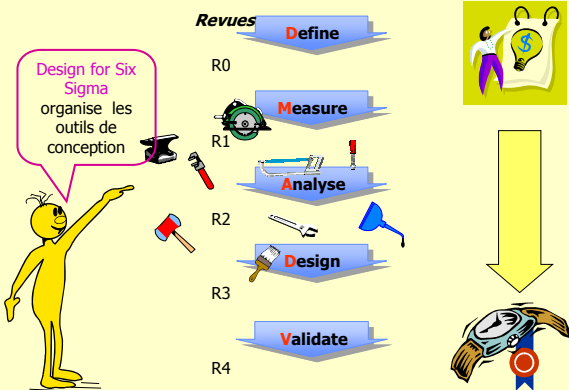 Revues
Define
R0
Design for Six
Sigma
organise les
outils de
conception
Measure
R1
Analyse
R2
Design
R3
Validate
R4
$